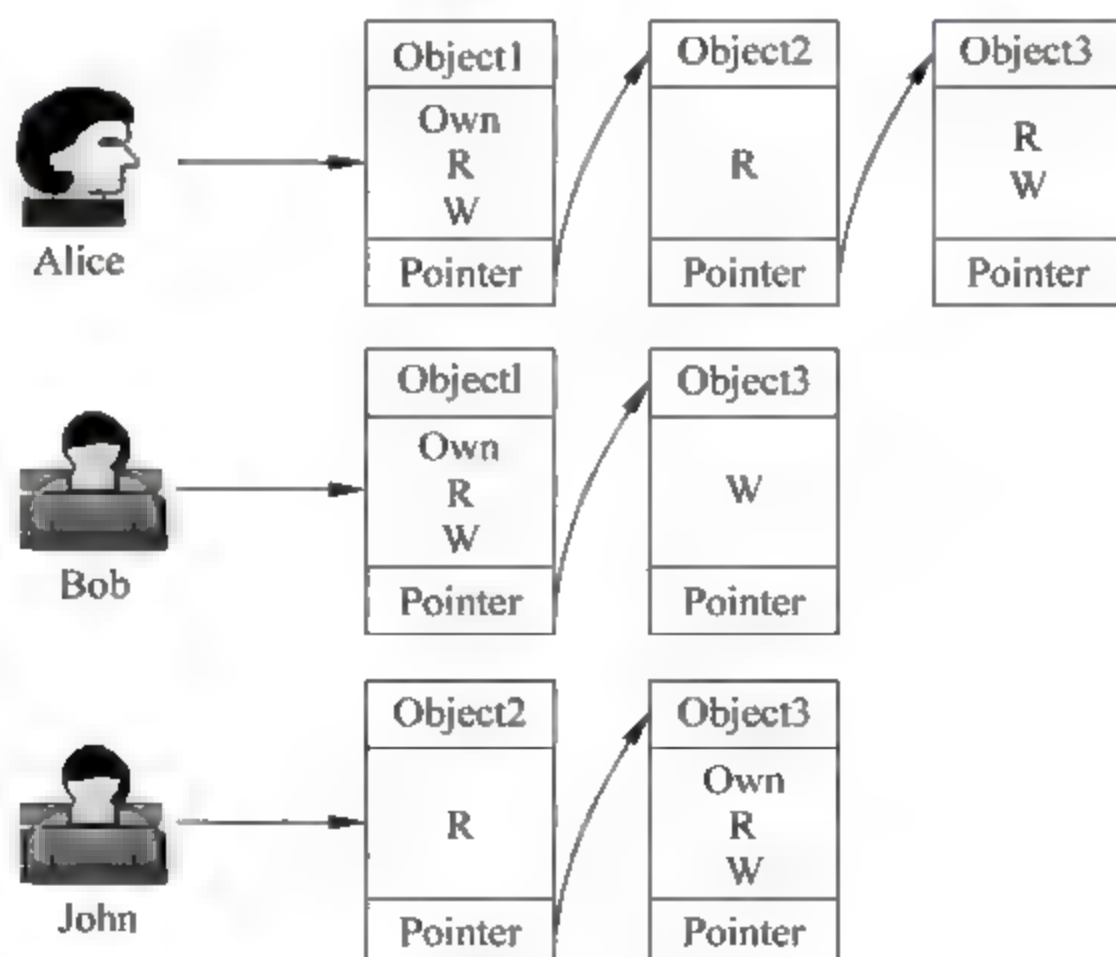 Object1 Object2 Object3
Own
R
W
R
R
W
Pointer Pointer Pointer
Alice
Object1 Object3
Own
R
W
W
Pointer Pointer
Bob
Object2 Object3
R
Own
R
W
Pointer Pointer
John